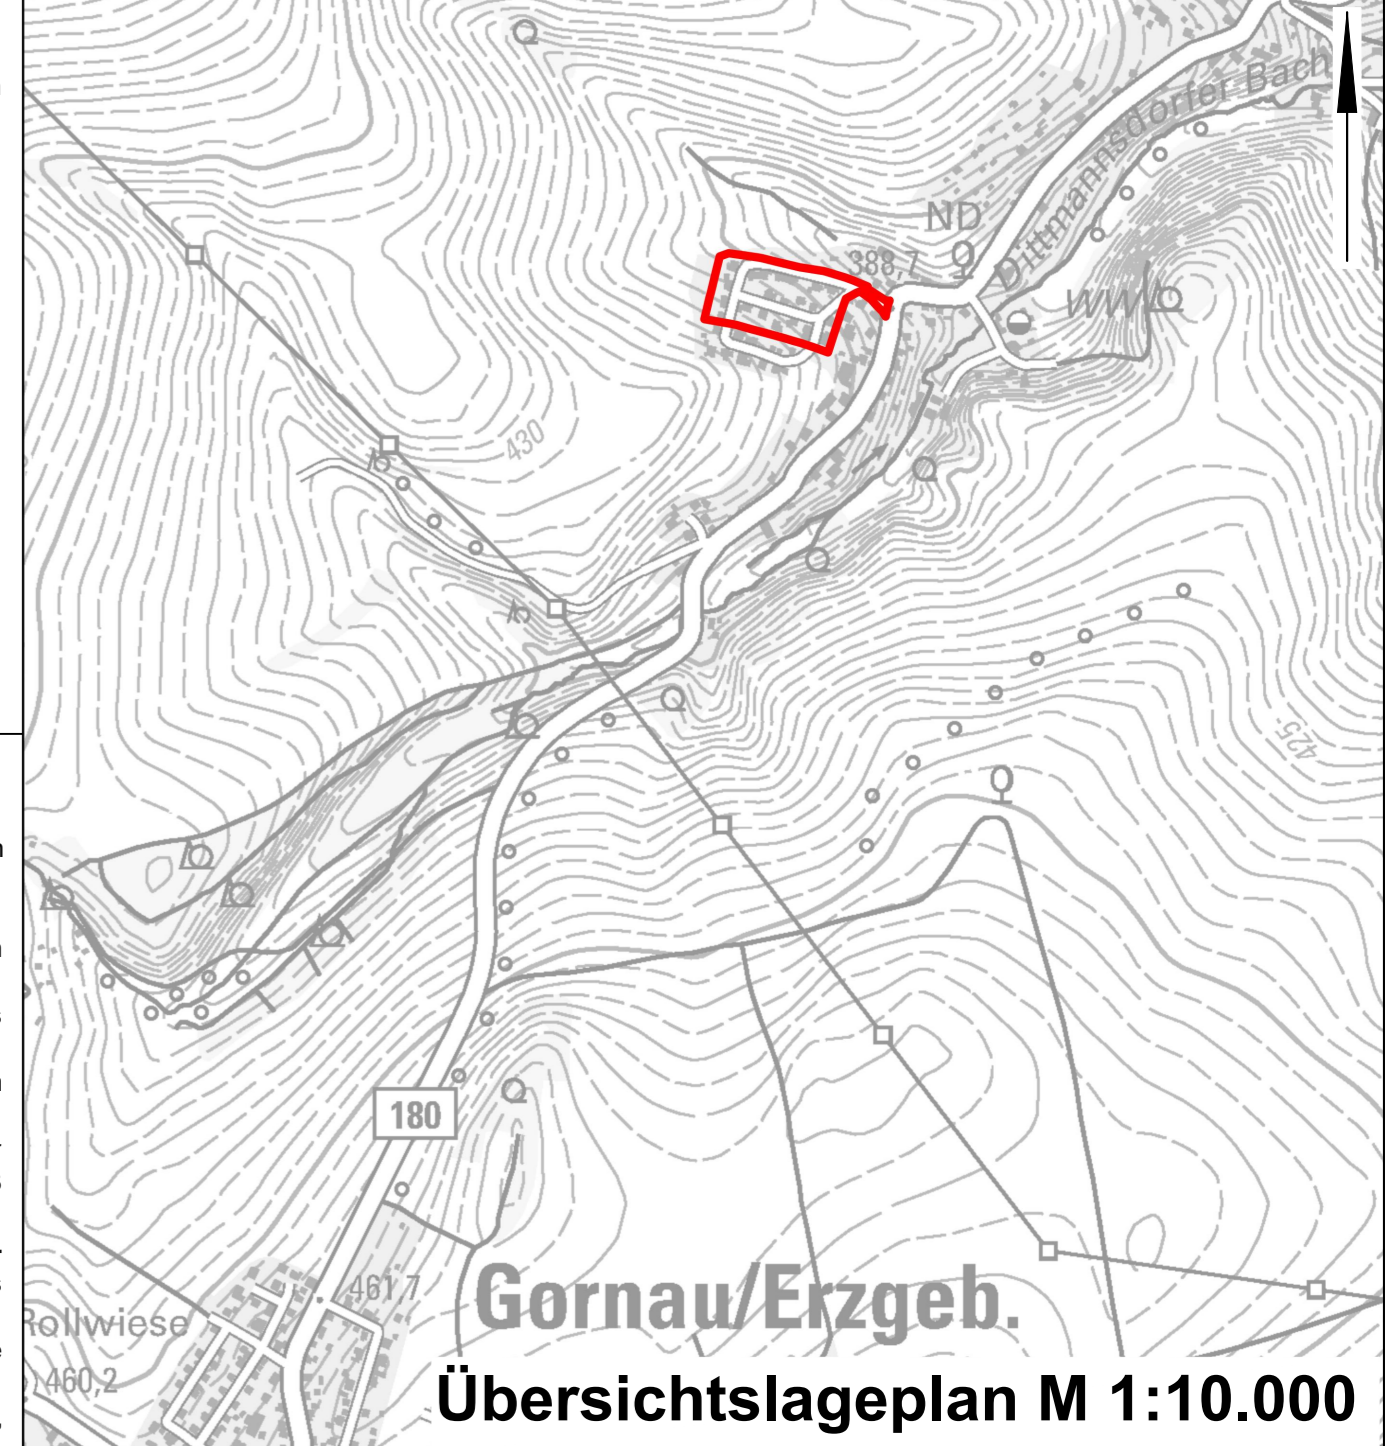 Dittmannsdorfer Bach
ND
388,7
WW
430
425
180
461,7
Gornau/Erzgeb.
Rollwiese
460,2
Übersichtslageplan M 1:10.000